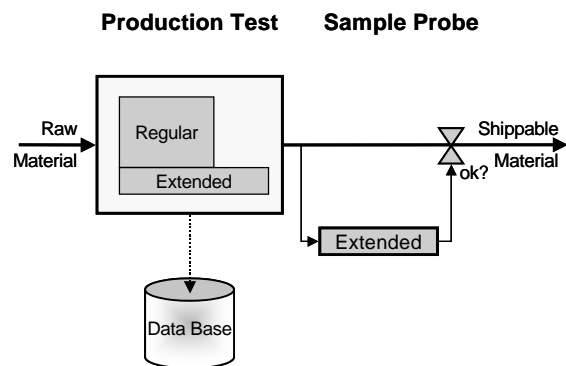 Production Test
Sample Probe
Raw
Material
Regular
Extended
Shippable
Material
ok?
Extended
Data Base